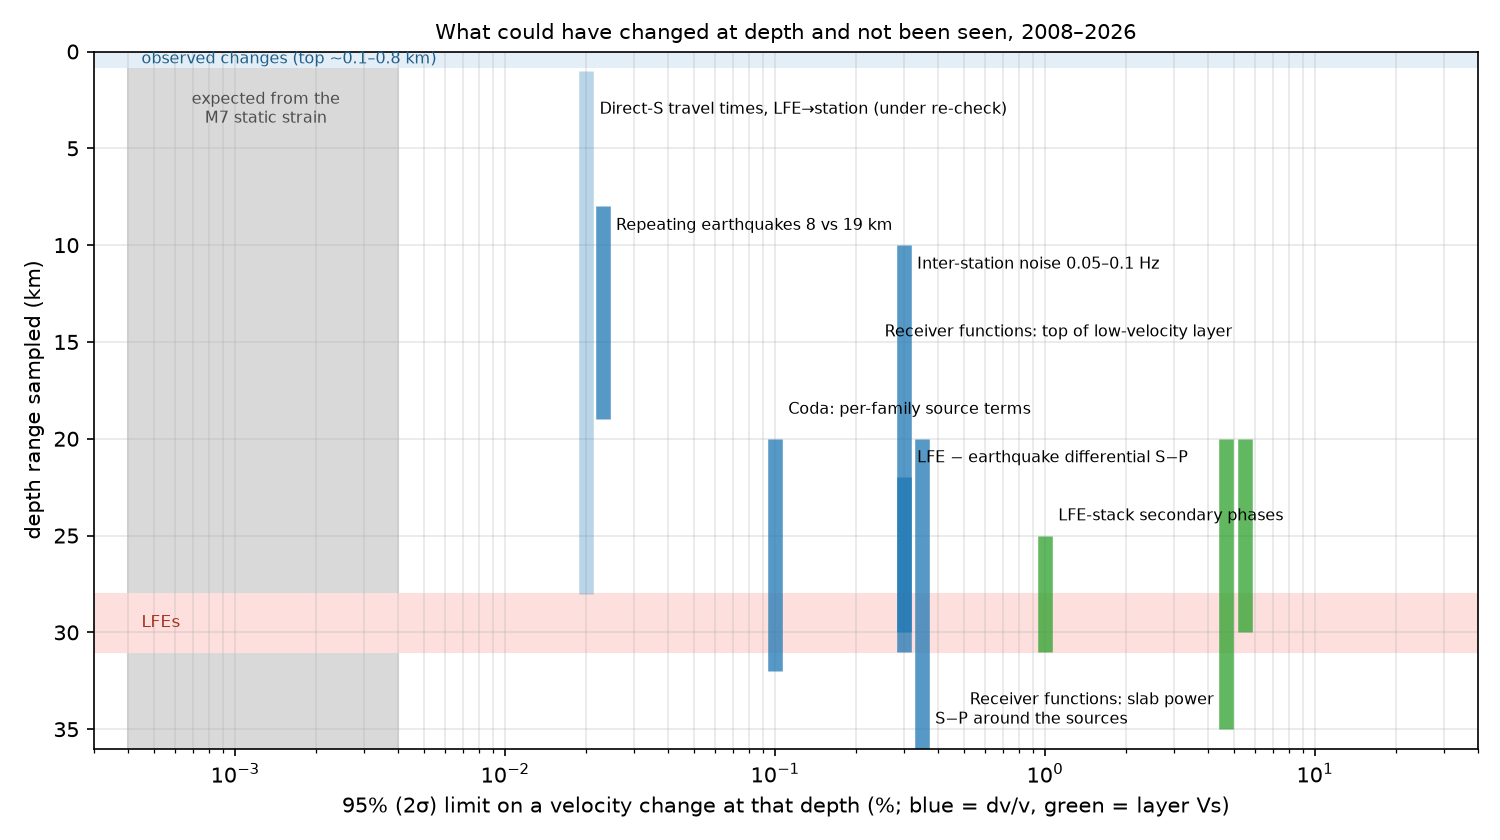 What could have changed at depth and not been seen, 2008–2026
observed changes (top ~0.1–0.8 km)
expected from the
M7 static strain
Direct-S travel times, LFE→station (under re-check)
Repeating earthquakes 8 vs 19 km
Inter-station noise 0.05–0.1 Hz
Receiver functions: top of low-velocity layer
Coda: per-family source terms
LFE − earthquake differential S−P
LFE-stack secondary phases
LFEs
Receiver functions: slab power
S−P around the sources
depth range sampled (km)
0
5
10
15
20
25
30
35
10⁻³
10⁻²
10⁻¹
10⁰
10¹
95% (2σ) limit on a velocity change at that depth (%; blue = dv/v, green = layer Vs)